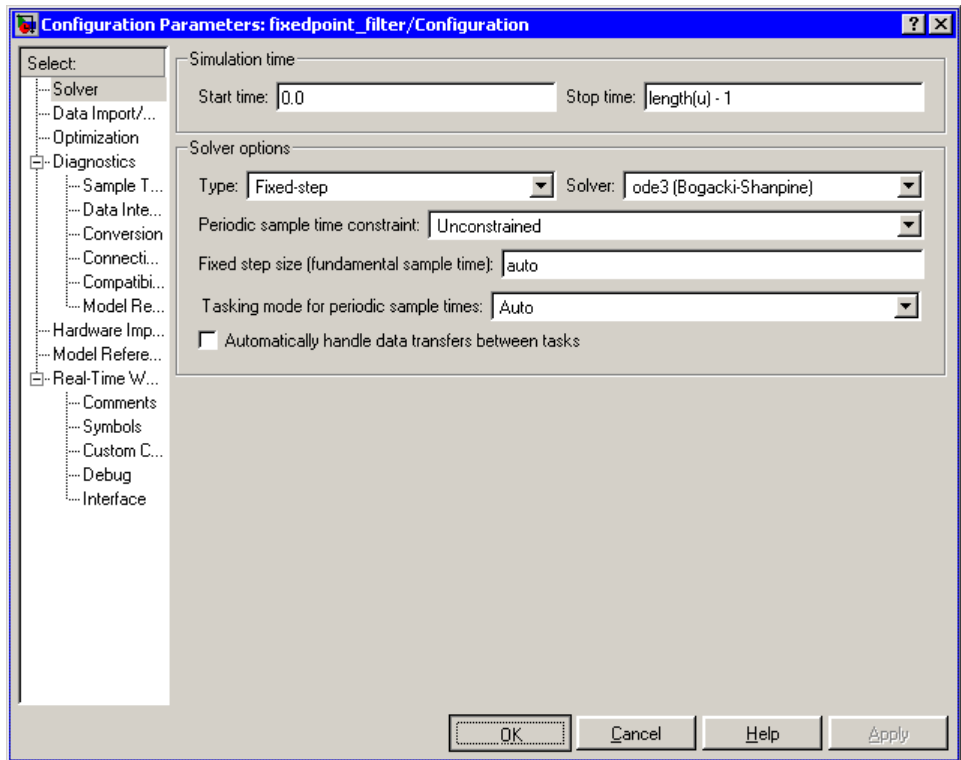 Configuration Parameters: fixedpoint_filter/Configuration
Select:
Solver
Data Import/...
Optimization
Diagnostics
Sample T...
Data Inte...
Conversion
Connecti...
Compatibi...
Model Re...
Hardware Imp...
Model Refere...
Real-Time W...
Comments
Symbols
Custom C...
Debug
Interface
Simulation time
Start time: 0.0 Stop time: length(u) - 1
Solver options
Type: Fixed-step Solver: ode3 (Bogacki-Shanpine)
Periodic sample time constraint: Unconstrained
Fixed step size (fundamental sample time): auto
Tasking mode for periodic sample times: Auto
Automatically handle data transfers between tasks
OK Cancel Help Apply